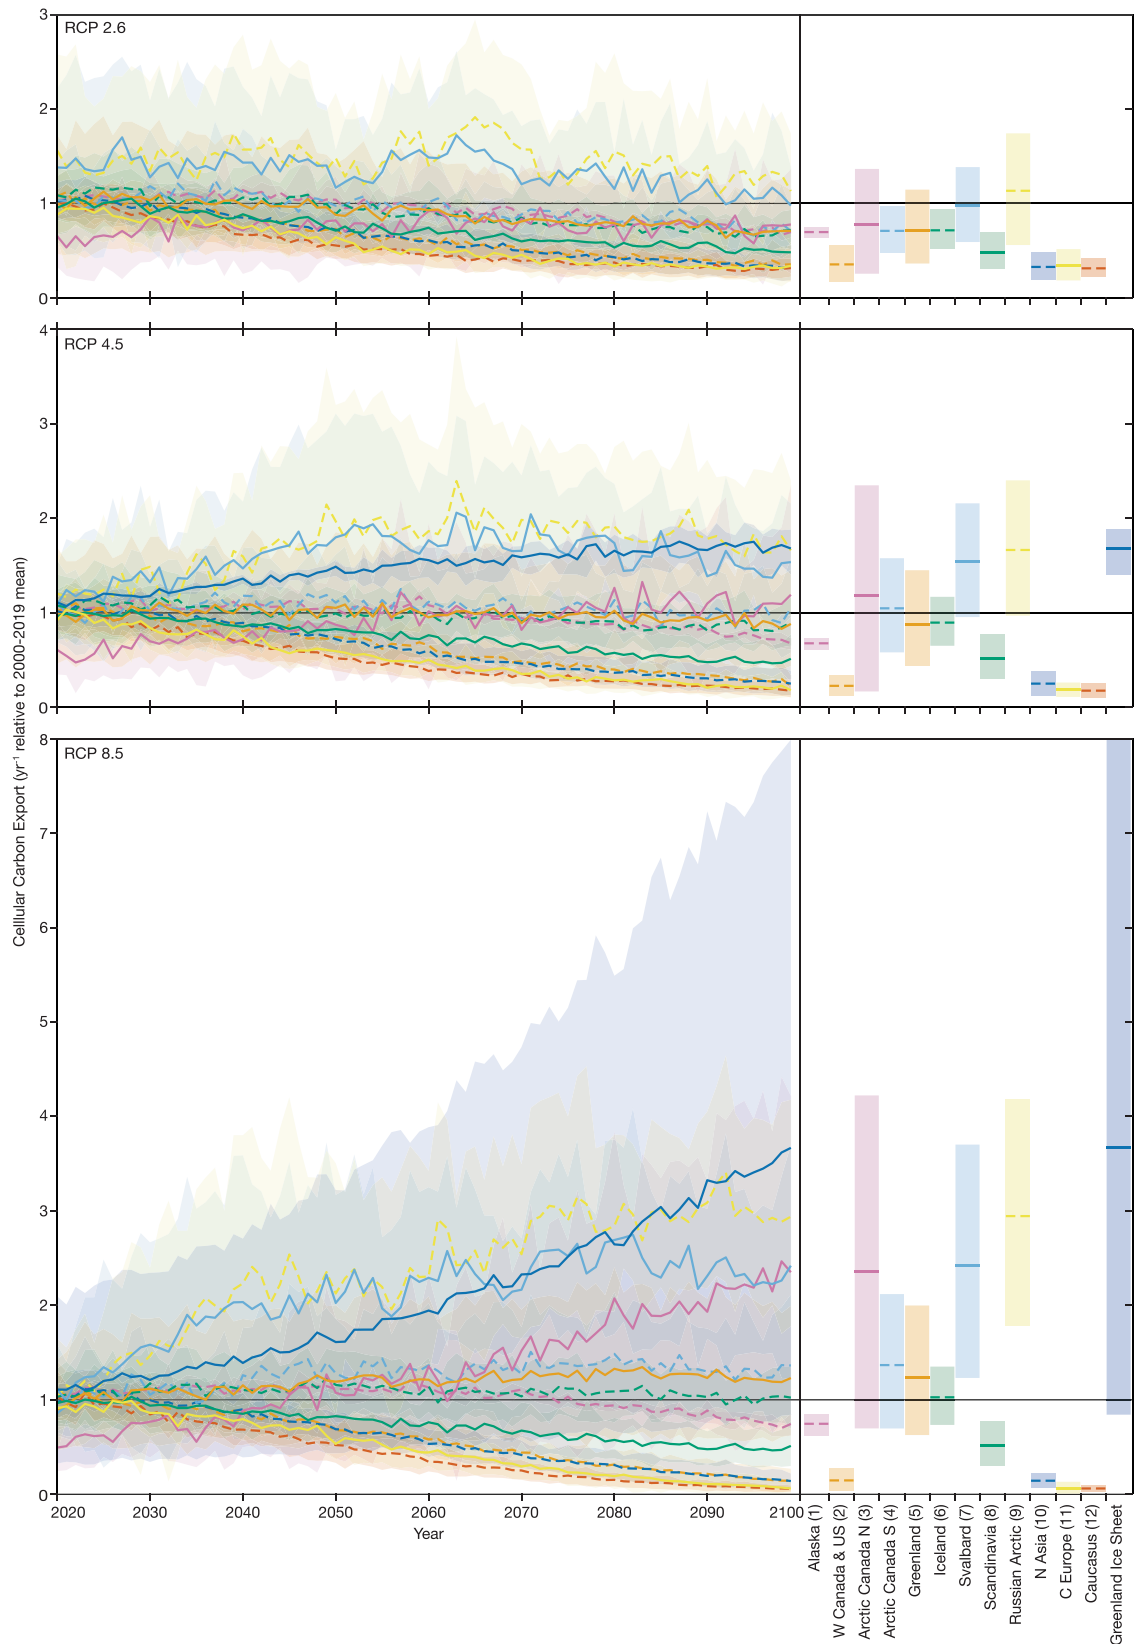 3
RCP 2.6
2
1
0
4
RCP 4.5
3
2
1
0
Celllular Carbon Export (yr⁻¹ relative to 2000-2019 mean)
8
RCP 8.5
7
6
5
4
3
2
1
0
2020 2030 2040 2050 2060 2070 2080 2090 2100
Year
Alaska (1)
W Canada & US (2)
Arctic Canada N (3)
Arctic Canada S (4)
Greenland (5)
Iceland (6)
Svalbard (7)
Scandinavia (8)
Russian Arctic (9)
N Asia (10)
C Europe (11)
Caucasus (12)
Greenland Ice Sheet